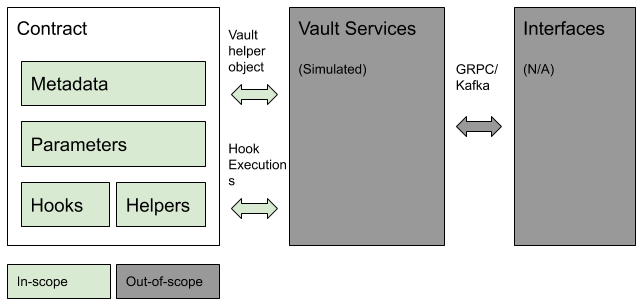 Contract
Metadata
Parameters
Hooks
Helpers
Vault
helper
object
Hook
Execution
s
Vault Services
(Simulated)
GRPC/
Kafka
Interfaces
(N/A)
In-scope
Out-of-scope